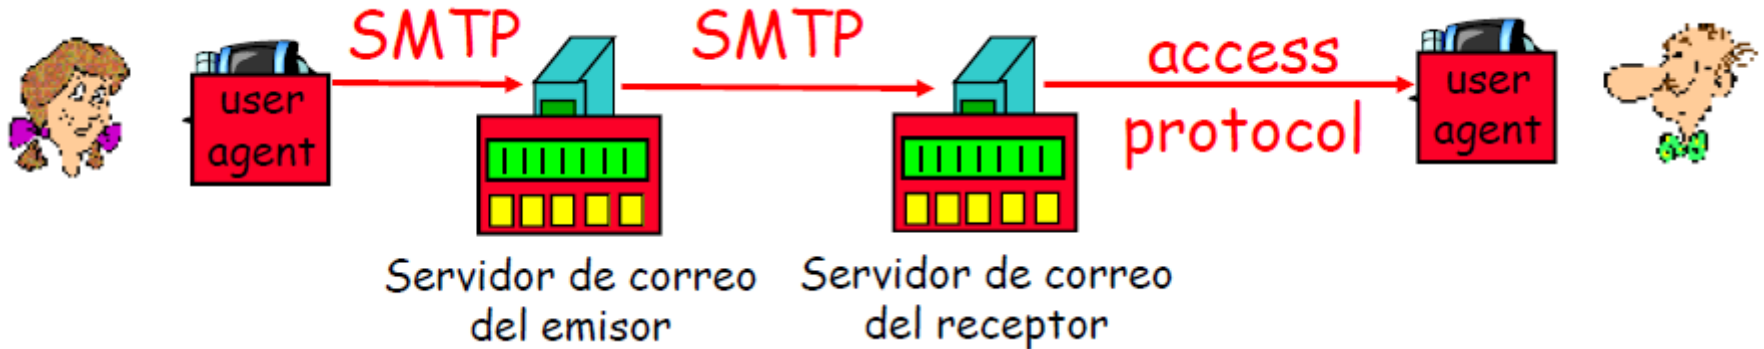 SMTP
SMTP
access
protocol
user
agent
user
agent
Servidor de correo
del emisor
Servidor de correo
del receptor